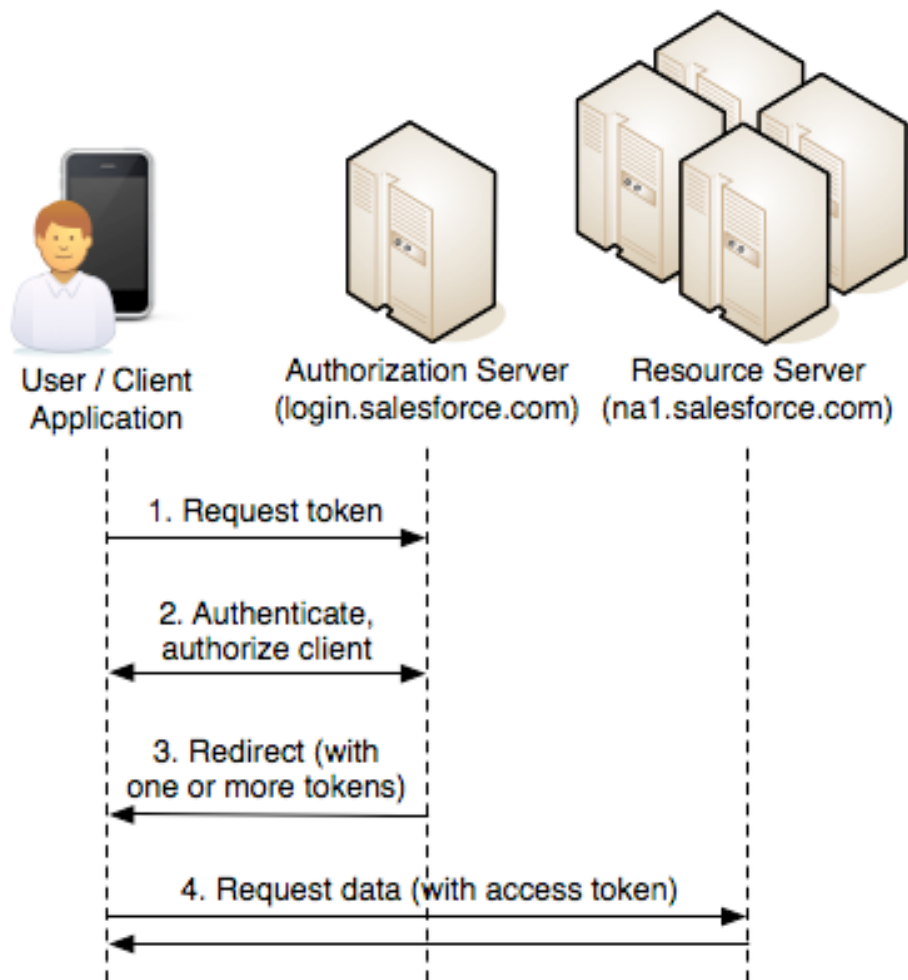 User / Client
Application
Authorization Server
(login.salesforce.com)
Resource Server
(na1.salesforce.com)
1. Request token
2. Authenticate,
authorize client
3. Redirect (with
one or more tokens)
4. Request data (with access token)